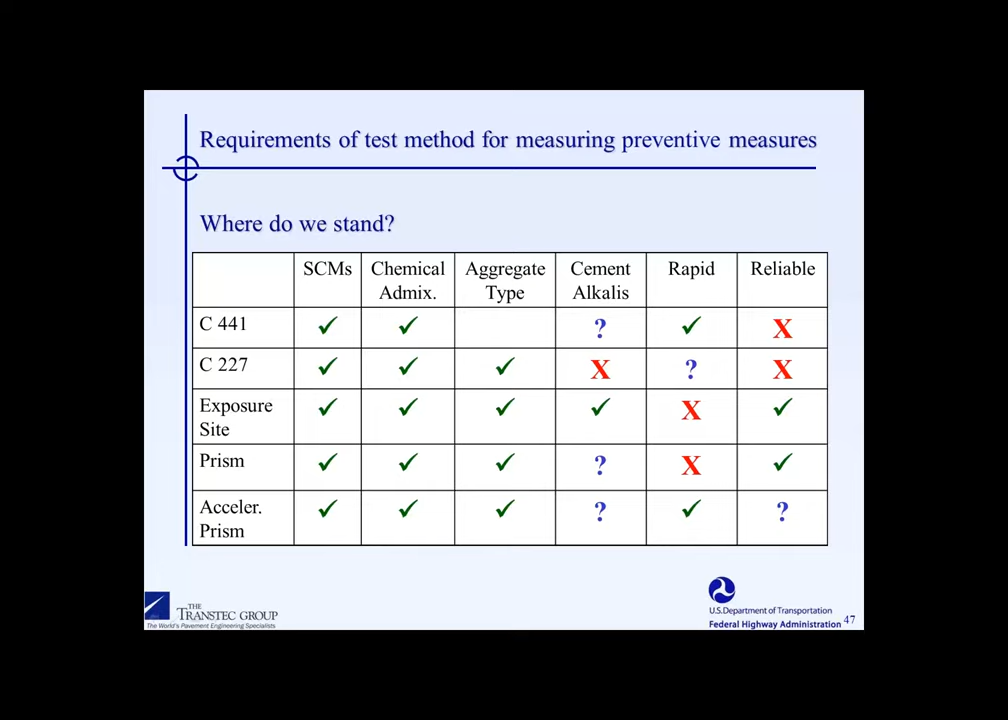 Requirements of test method for measuring preventive measures
Where do we stand?
SCMs Chemical Admix. Aggregate Type Cement Alkalis Rapid Reliable
C 441 ✓ ✓ ? ✓ X
C 227 ✓ ✓ ✓ X ? X
Exposure Site ✓ ✓ ✓ ✓ X ✓
Prism ✓ ✓ ✓ ? X ✓
Acceler. Prism ✓ ✓ ✓ ? ✓ ?
THE
TRANSTEC GROUP
The World's Pavement Engineering Specialists
U.S.Department of Transportation
Federal Highway Administration 47